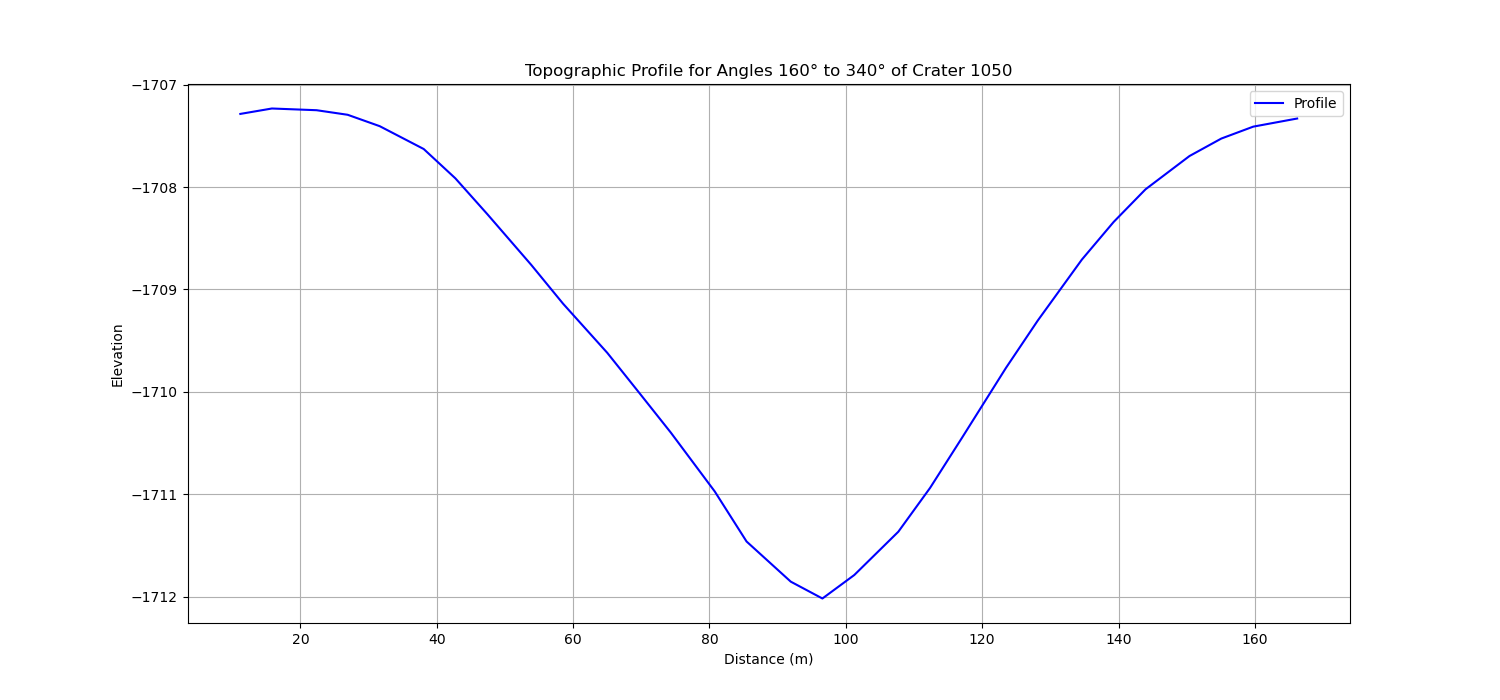 Topographic Profile for Angles 160° to 340° of Crater 1050
Profile
Elevation
−1707
−1708
−1709
−1710
−1711
−1712
20 40 60 80 100 120 140 160
Distance (m)